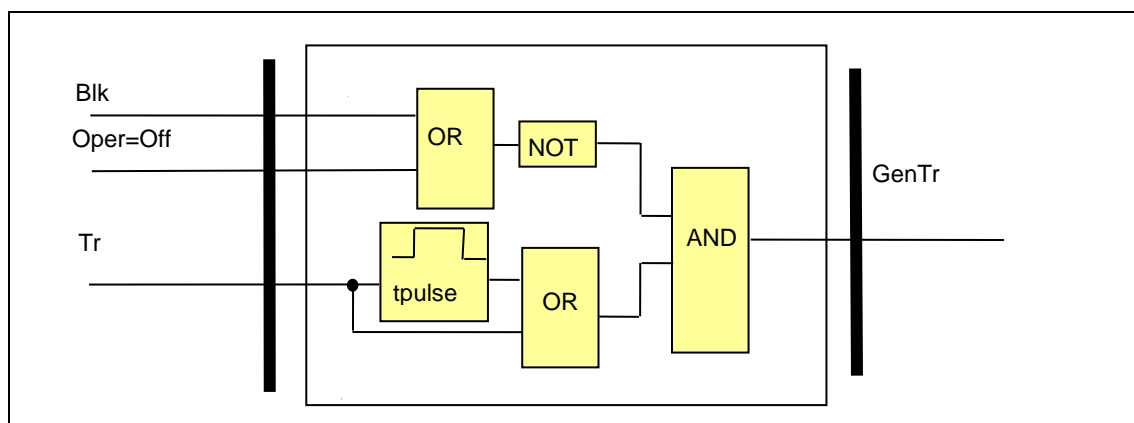 Blk
Oper=Off
OR
NOT
GenTr
Tr
AND
tpulse
OR